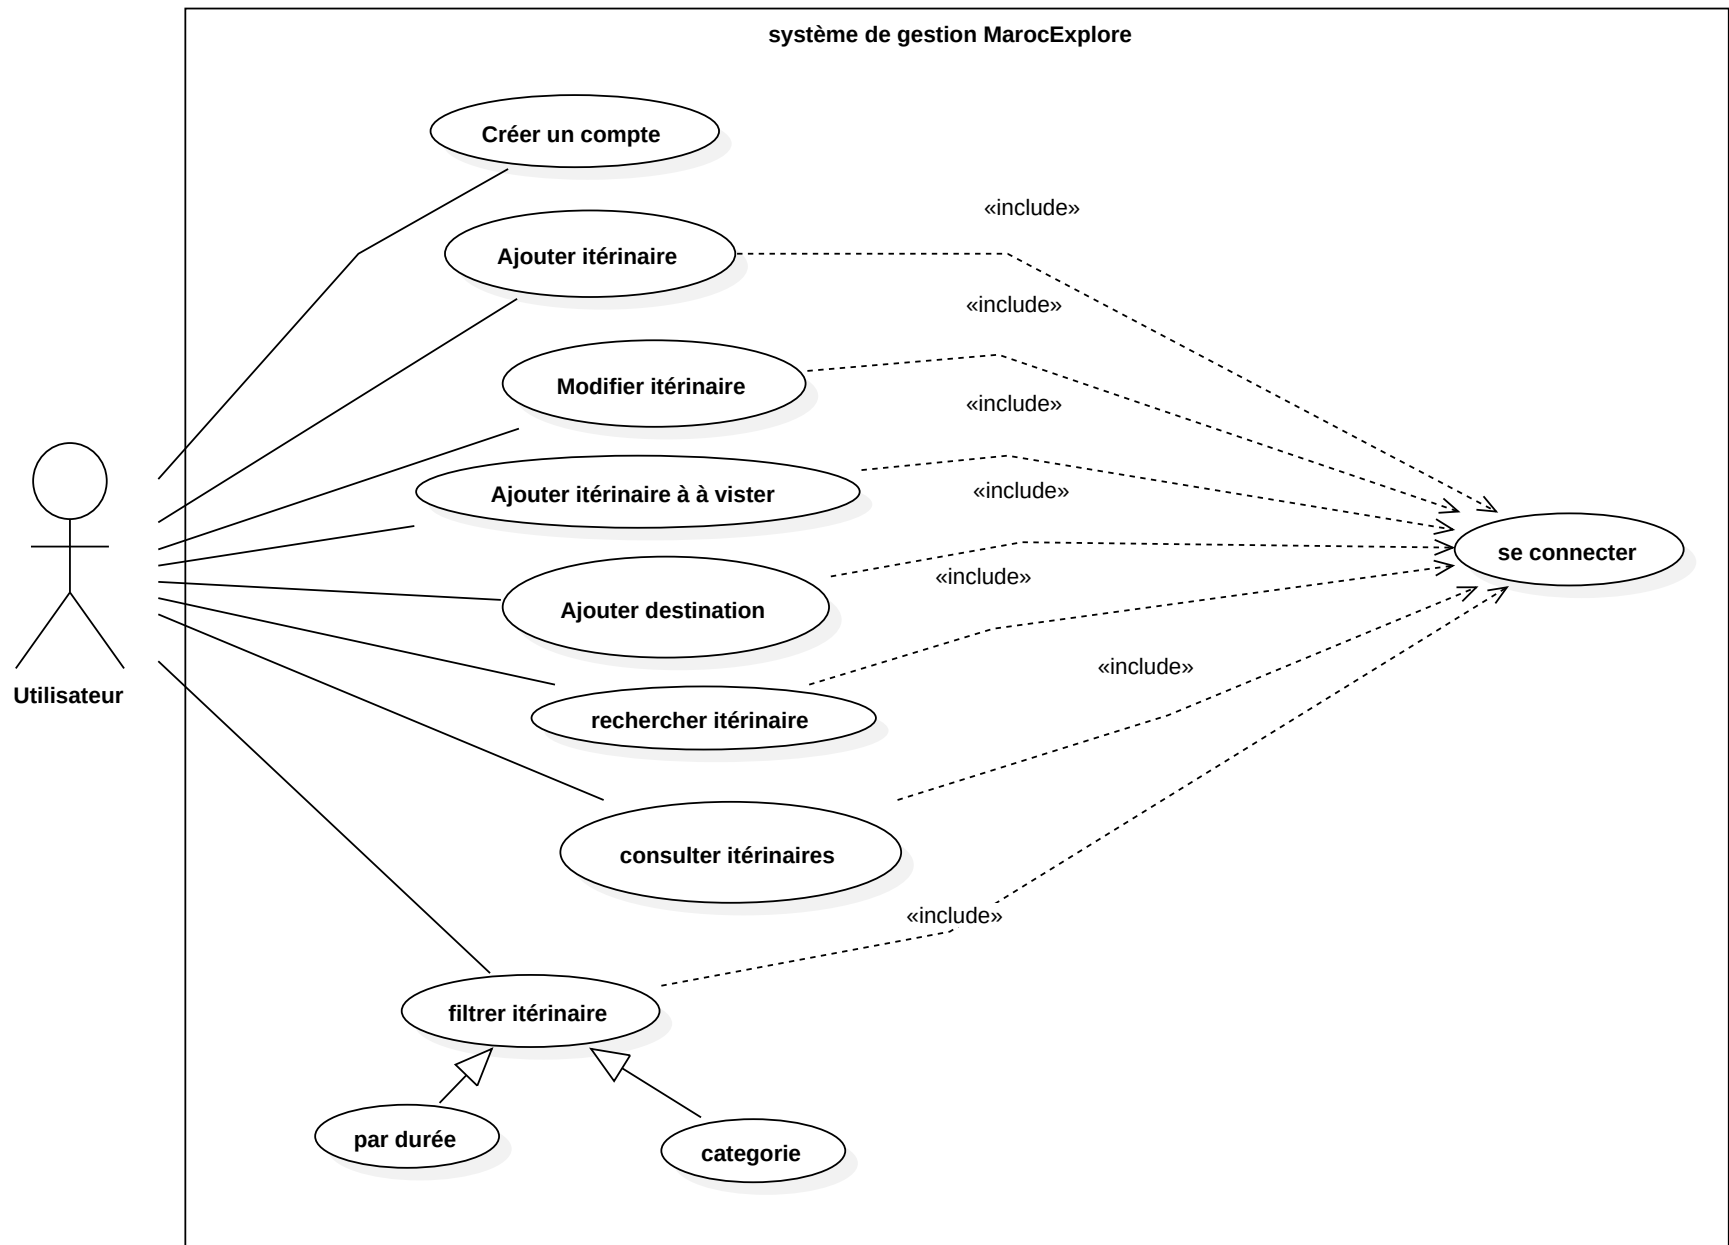 système de gestion MarocExplore
Créer un compte
«include»
Ajouter itérinaire
«include»
Modifier itérinaire
«include»
Ajouter itérinaire à à vister
«include»
se connecter
«include»
Ajouter destination
«include»
Utilisateur
rechercher itérinaire
consulter itérinaires
«include»
filtrer itérinaire
par durée
categorie